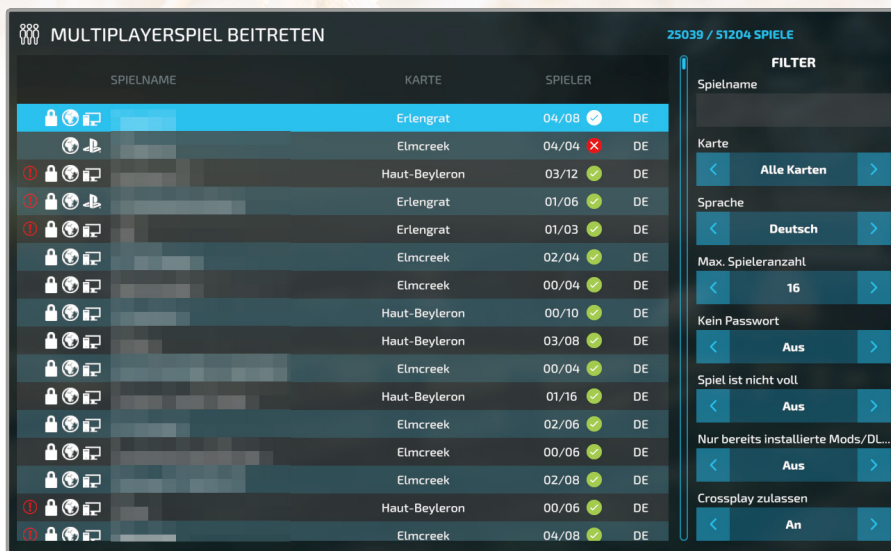 MULTIPLAYERSPIEL BEITRETEN
25039 / 51204 SPIELE
SPIELNAME KARTE SPIELER
Erlengrat 04/08 DE
Elmcreek 04/04 DE
Haut-Beyleron 03/12 DE
Erlengrat 01/06 DE
Erlengrat 01/03 DE
Elmcreek 02/04 DE
Elmcreek 00/04 DE
Haut-Beyleron 00/10 DE
Haut-Beyleron 03/08 DE
Elmcreek 00/04 DE
Haut-Beyleron 01/16 DE
Elmcreek 02/06 DE
Elmcreek 00/06 DE
Elmcreek 02/08 DE
Haut-Beyleron 00/06 DE
Elmcreek 04/08 DE
FILTER
Spielname
Karte
Alle Karten
Sprache
Deutsch
Max. Spieleranzahl
16
Kein Passwort
Aus
Spiel ist nicht voll
Aus
Nur bereits installierte Mods/DL...
Aus
Crossplay zulassen
An